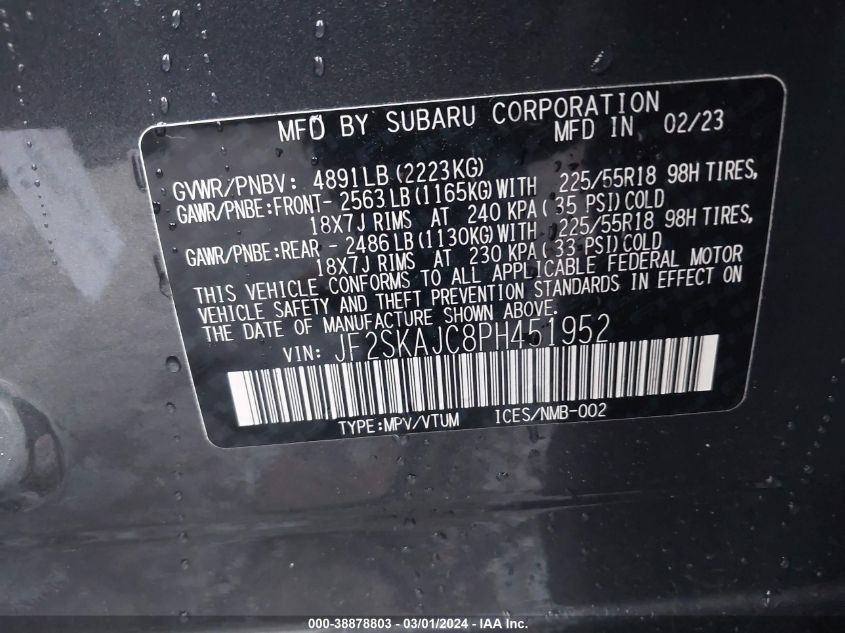 MFD BY SUBARU CORPORATION
MFD IN 02/23
GVWR/PNBV: 4891LB(2223KG)
GAWR/PNBE:FRONT- 2563LB(1165KG)WITH 225/55R18 98H TIRES,
18X7J RIMS AT 240 KPA( 35 PSI)COLD
GAWR/PNBE:REAR - 2486LB(1130KG)WITH 225/55R18 98H TIRES,
18X7J RIMS AT 230 KPA( 33 PSI)COLD
THIS VEHICLE CONFORMS TO ALL APPLICABLE FEDERAL MOTOR
VEHICLE SAFETY AND THEFT PREVENTION STANDARDS IN EFFECT ON
THE DATE OF MANUFACTURE SHOWN ABOVE.
VIN: JF2SKAJC8PH451952
TYPE:MPV/VTUM ICES/NMB-002
000-38878803 - 03/01/2024 - IAA Inc.